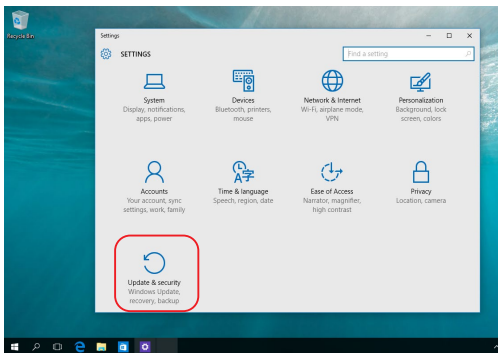 Recycle Bin
Settings
SETTINGS
Find a setting
System
Display, notifications,
apps, power
Devices
Bluetooth, printers,
mouse
Network & Internet
Wi-Fi, airplane mode,
VPN
Personalization
Background, lock
screen, colors
Accounts
Your account, sync
settings, work, family
Time & language
Speech, region, date
Ease of Access
Narrator, magnifier,
high contrast
Privacy
Location, camera
Update & security
Windows Update,
recovery, backup